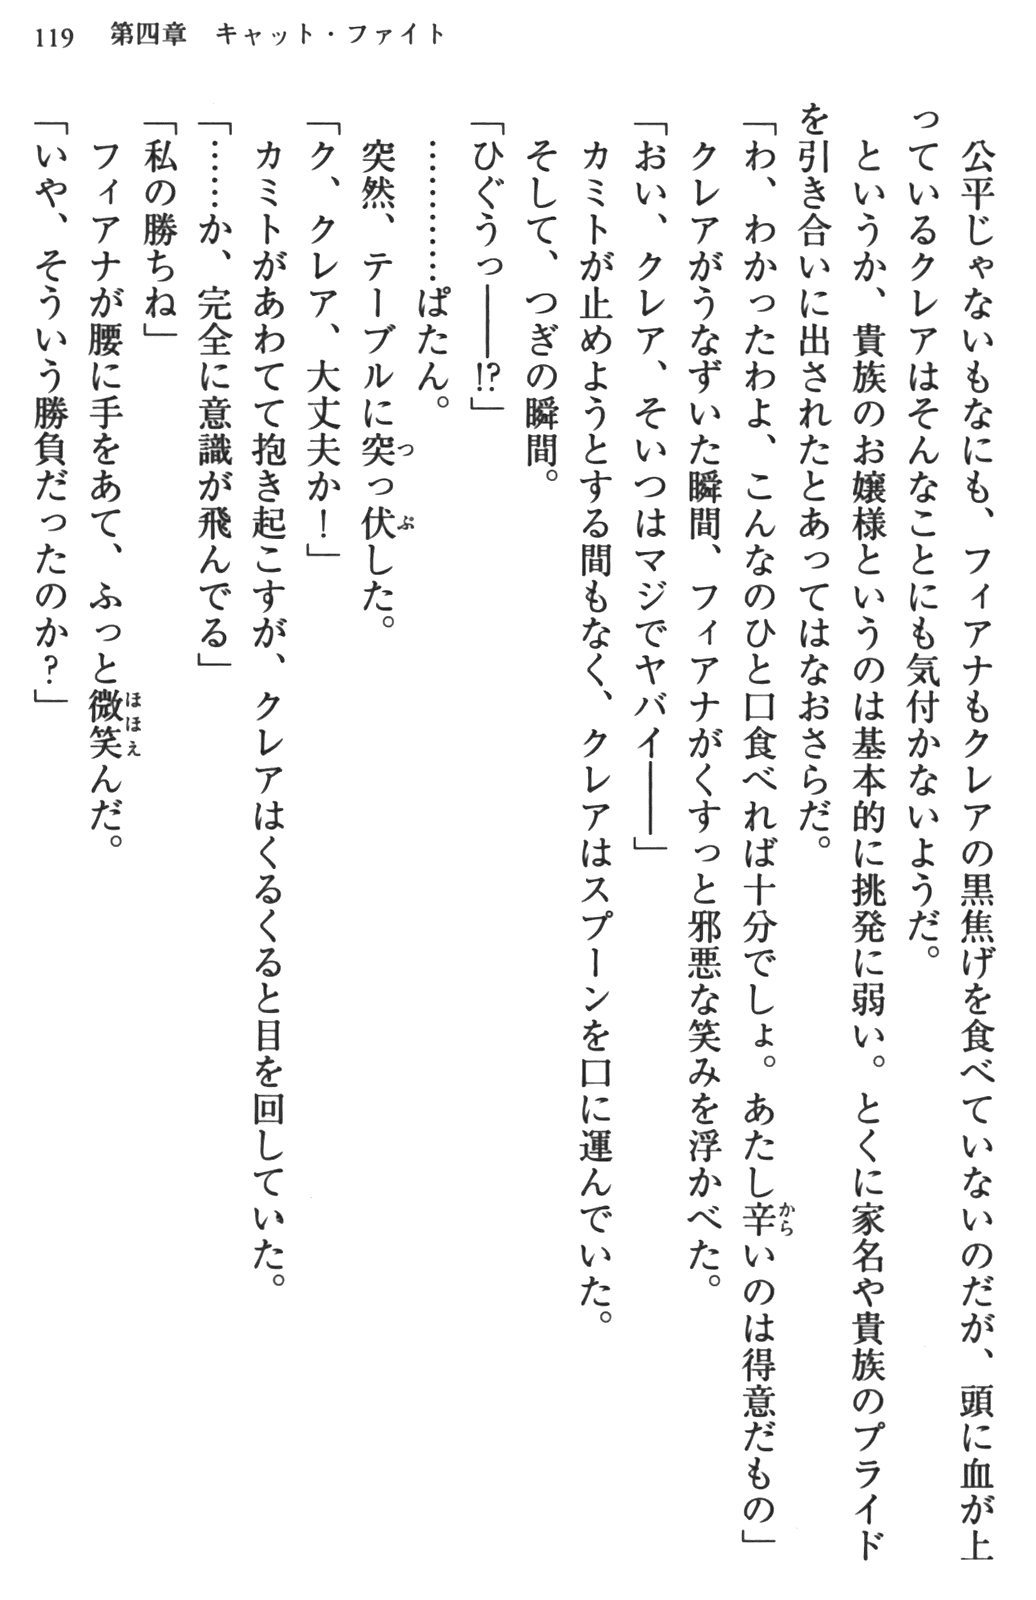 119　第四章　キャット・ファイト
　公平じゃないもなにも、フィアナもクレアの黒焦げを食べていないのだが、頭に血が上
っているクレアはそんなことにも気付かないようだ。
　というか、貴族のお嬢様というのは基本的に挑発に弱い。とくに家名や貴族のプライド
を引き合いに出されたとあってはなおさらだ。
「わ、わかったわよ、こんなのひと口食べれば十分でしょ。あたし辛いのは得意だもの」
　クレアがうなずいた瞬間、フィアナがくすっと邪悪な笑みを浮かべた。
「おい、クレア、そいつはマジでヤバイ――」
　カミトが止めようとする間もなく、クレアはスプーンを口に運んでいた。
　そして、つぎの瞬間。
「ひぐうっ――!?」
　…………ぱたん。
　突然、テーブルに突っ伏した。
「ク、クレア、大丈夫か！」
　カミトがあわてて抱き起こすが、クレアはくるくると目を回していた。
「……か、完全に意識が飛んでる」
「私の勝ちね」
　フィアナが腰に手をあて、ふっと微笑んだ。
「いや、そういう勝負だったのか？」